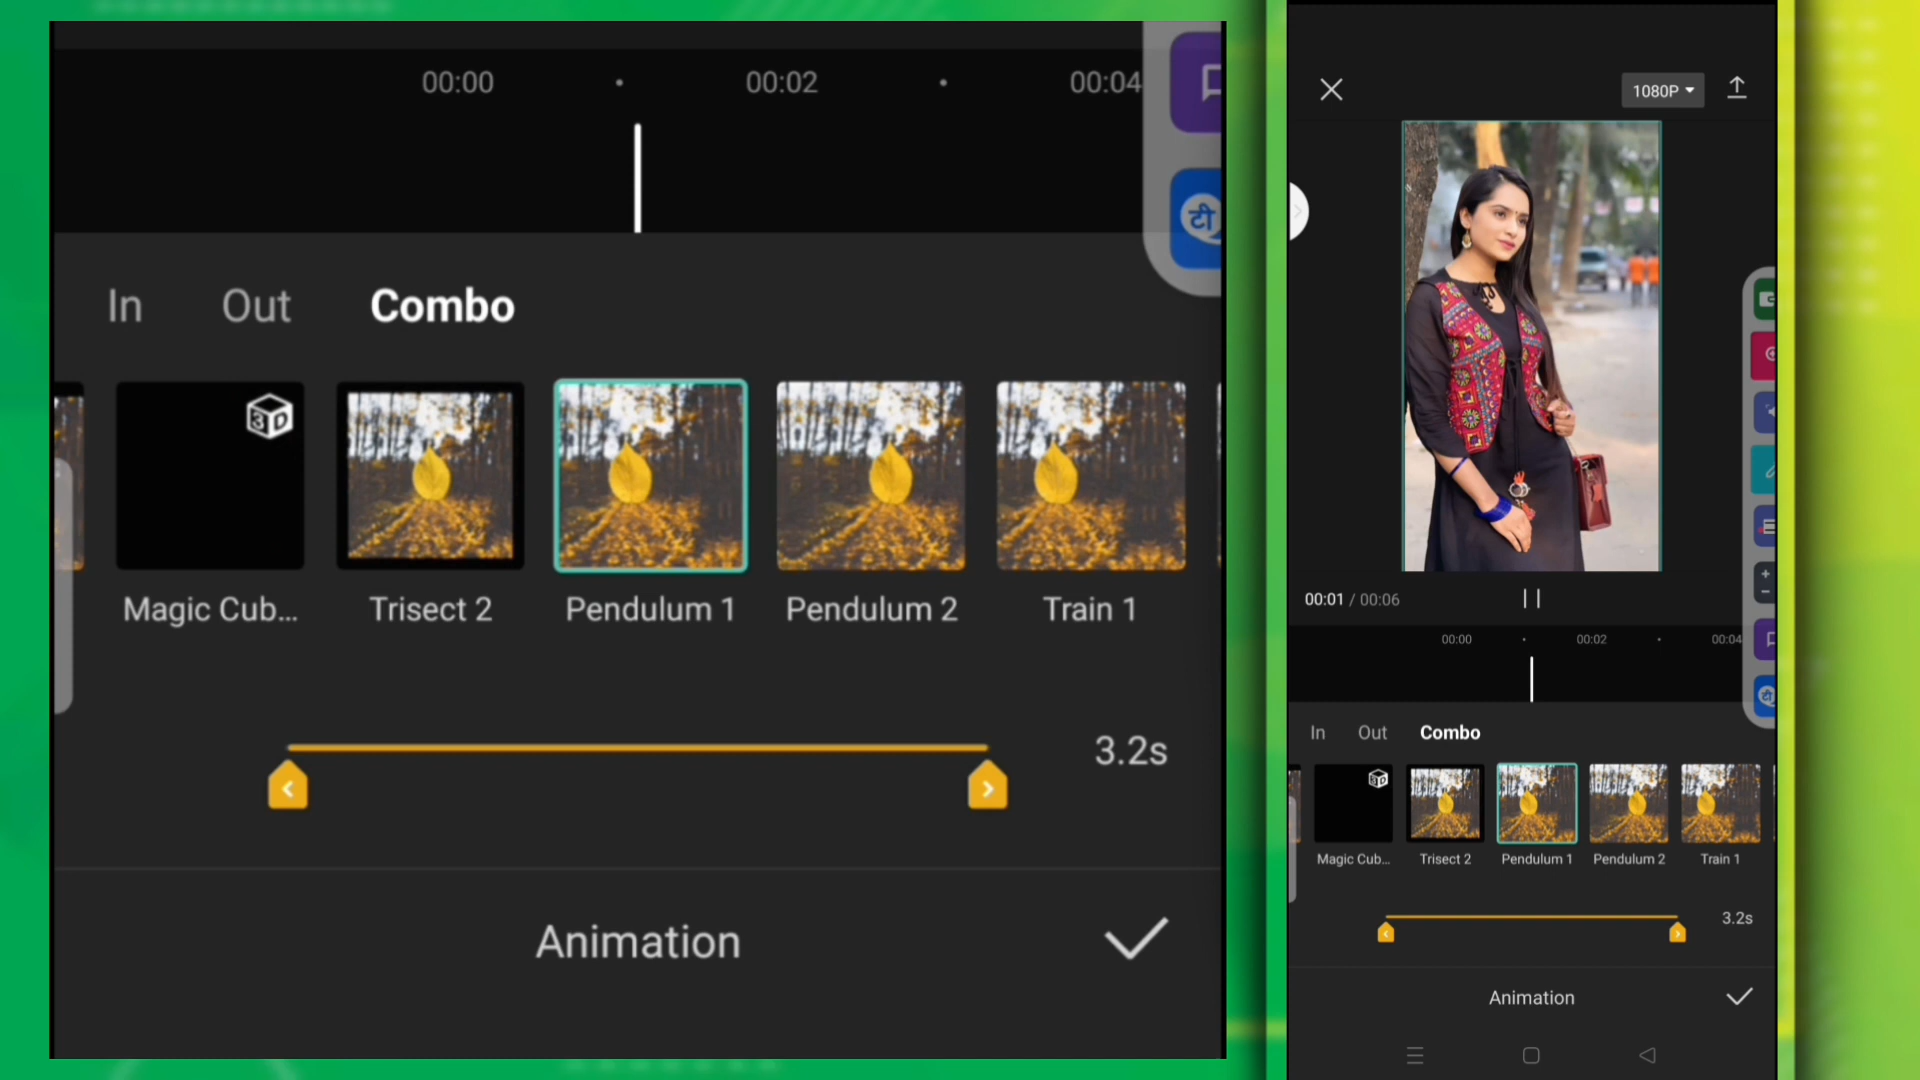 00:00 00:02 00:04
टी
In Out Combo
3D
Magic Cub... Trisect 2 Pendulum 1 Pendulum 2 Train 1
3.2s
Animation
1080P
00:01 / 00:06
00:00 00:02 00:04
टी
In Out Combo
3D
Magic Cub... Trisect 2 Pendulum 1 Pendulum 2 Train 1
3.2s
Animation